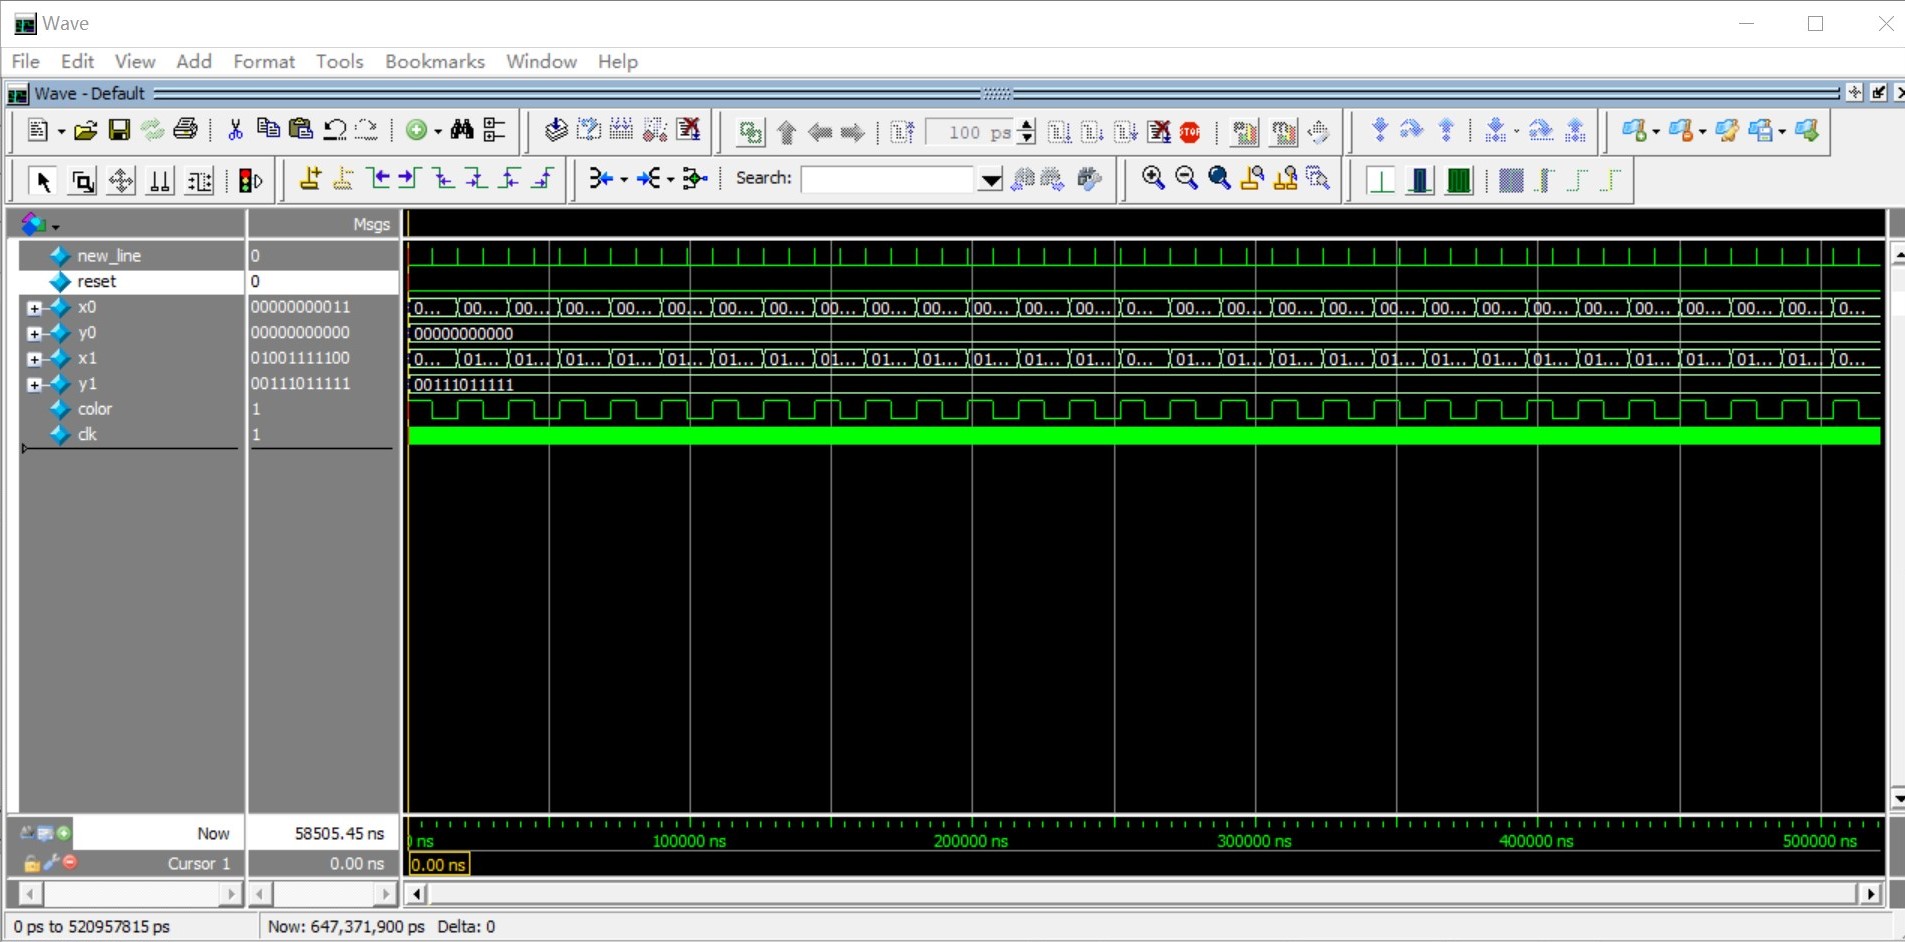 Wave
File Edit View Add Format Tools Bookmarks Window Help
Wave - Default
100 ps STOP
Search:
Msgs
new_line 0
reset 0
x0 00000000011 0... 00... 00... 00... 00... 00... 00... 00... 00... 00... 00... 00... 00... 00... 0... 00... 00... 00... 00... 00... 00... 00... 00... 00... 00... 00... 00... 00... 0...
y0 00000000000 00000000000
x1 01001111100 0... 01... 01... 01... 01... 01... 01... 01... 01... 01... 01... 01... 01... 01... 0... 01... 01... 01... 01... 01... 01... 01... 01... 01... 01... 01... 01... 01... 0...
y1 00111011111 00111011111
color 1
clk 1
Now 58505.45 ns ns 100000 ns 200000 ns 300000 ns 400000 ns 500000 ns
Cursor 1 0.00 ns 0.00 ns
0 ps to 520957815 ps Now: 647,371,900 ps Delta: 0